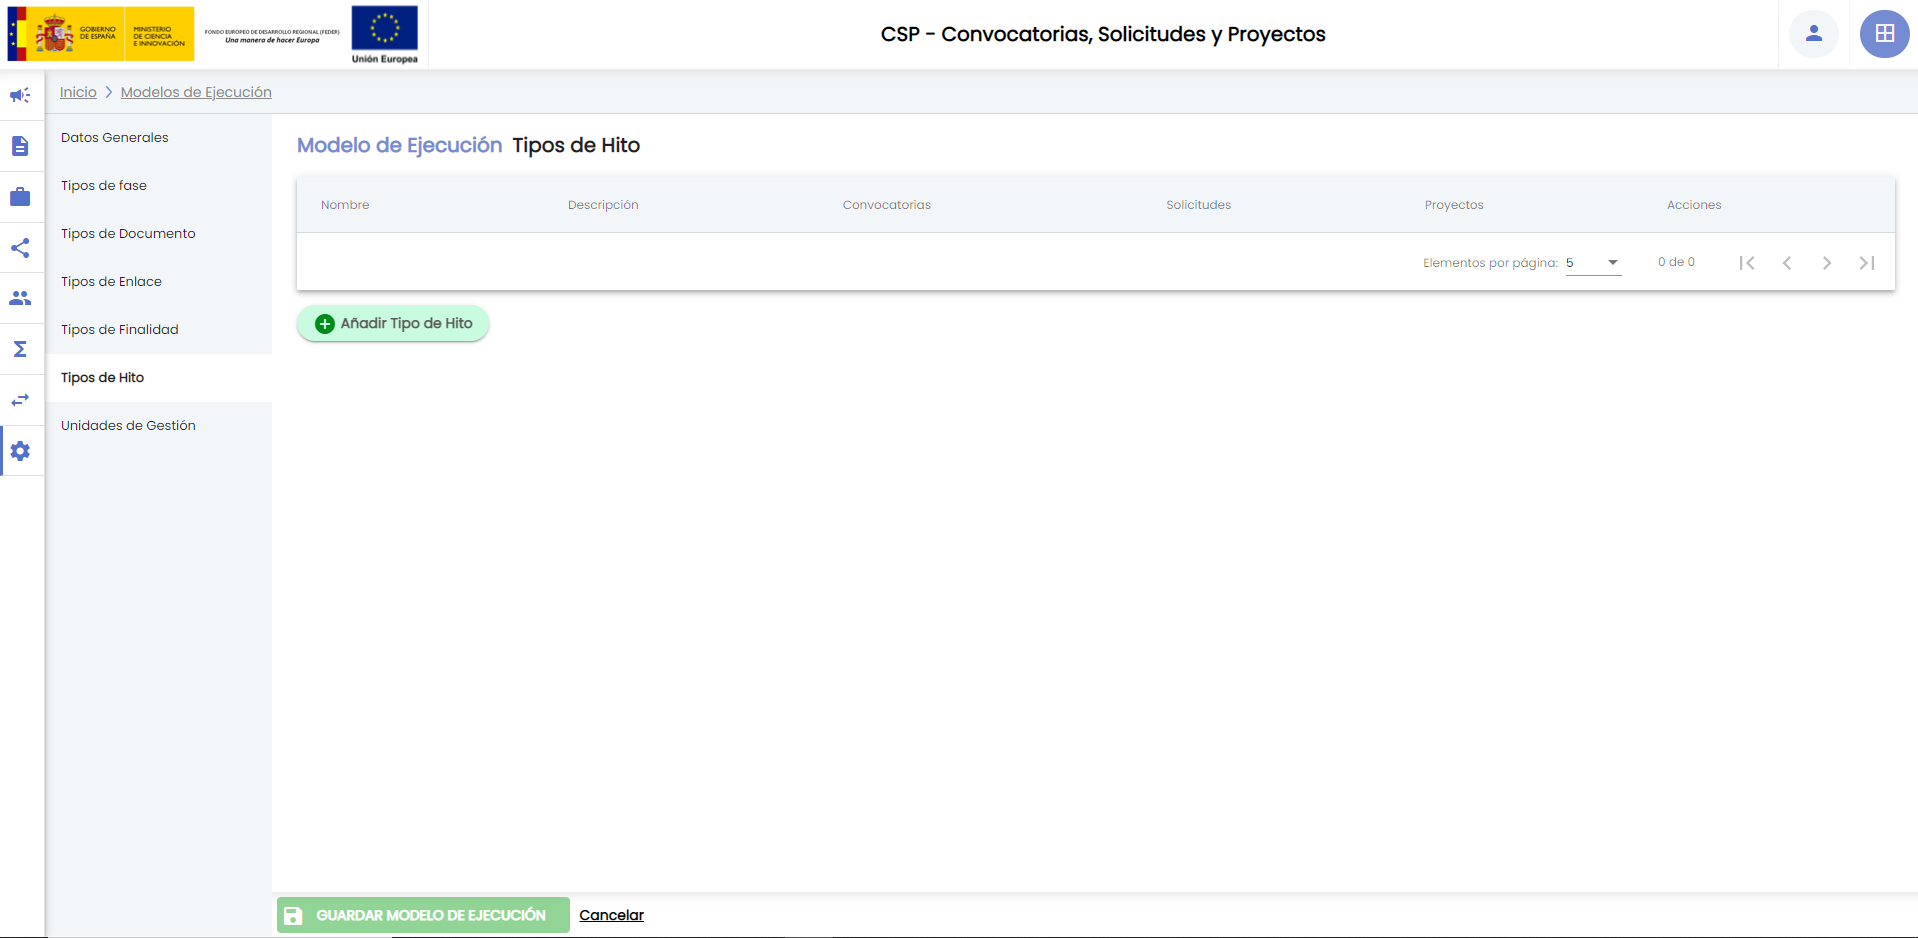 GOBIERNO
DE ESPAÑA
MINISTERIO
DE CIENCIA
E INNOVACIÓN
FONDO EUROPEO DE DESARROLLO REGIONAL (FEDER)
Una manera de hacer Europa
Unión Europea
CSP - Convocatorias, Solicitudes y Proyectos
Inicio
Modelos de Ejecución
Datos Generales
Tipos de fase
Tipos de Documento
Tipos de Enlace
Tipos de Finalidad
Tipos de Hito
Unidades de Gestión
Modelo de Ejecución Tipos de Hito
Nombre Descripción Convocatorias Solicitudes Proyectos Acciones
Elementos por página: 5 0 de 0
Añadir Tipo de Hito
GUARDAR MODELO DE EJECUCIÓN Cancelar